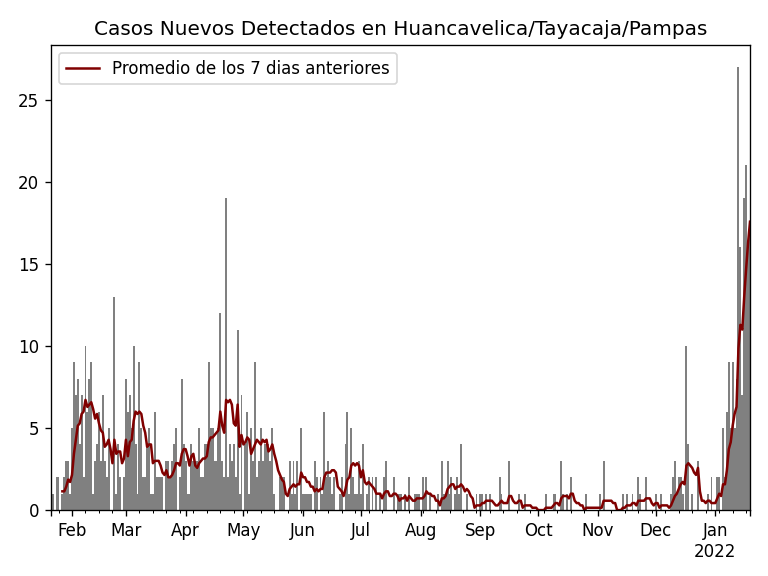 Casos Nuevos Detectados en Huancavelica/Tayacaja/Pampas
Promedio de los 7 dias anteriores
25
20
15
10
5
0
Feb Mar Apr May Jun Jul Aug Sep Oct Nov Dec Jan
2022